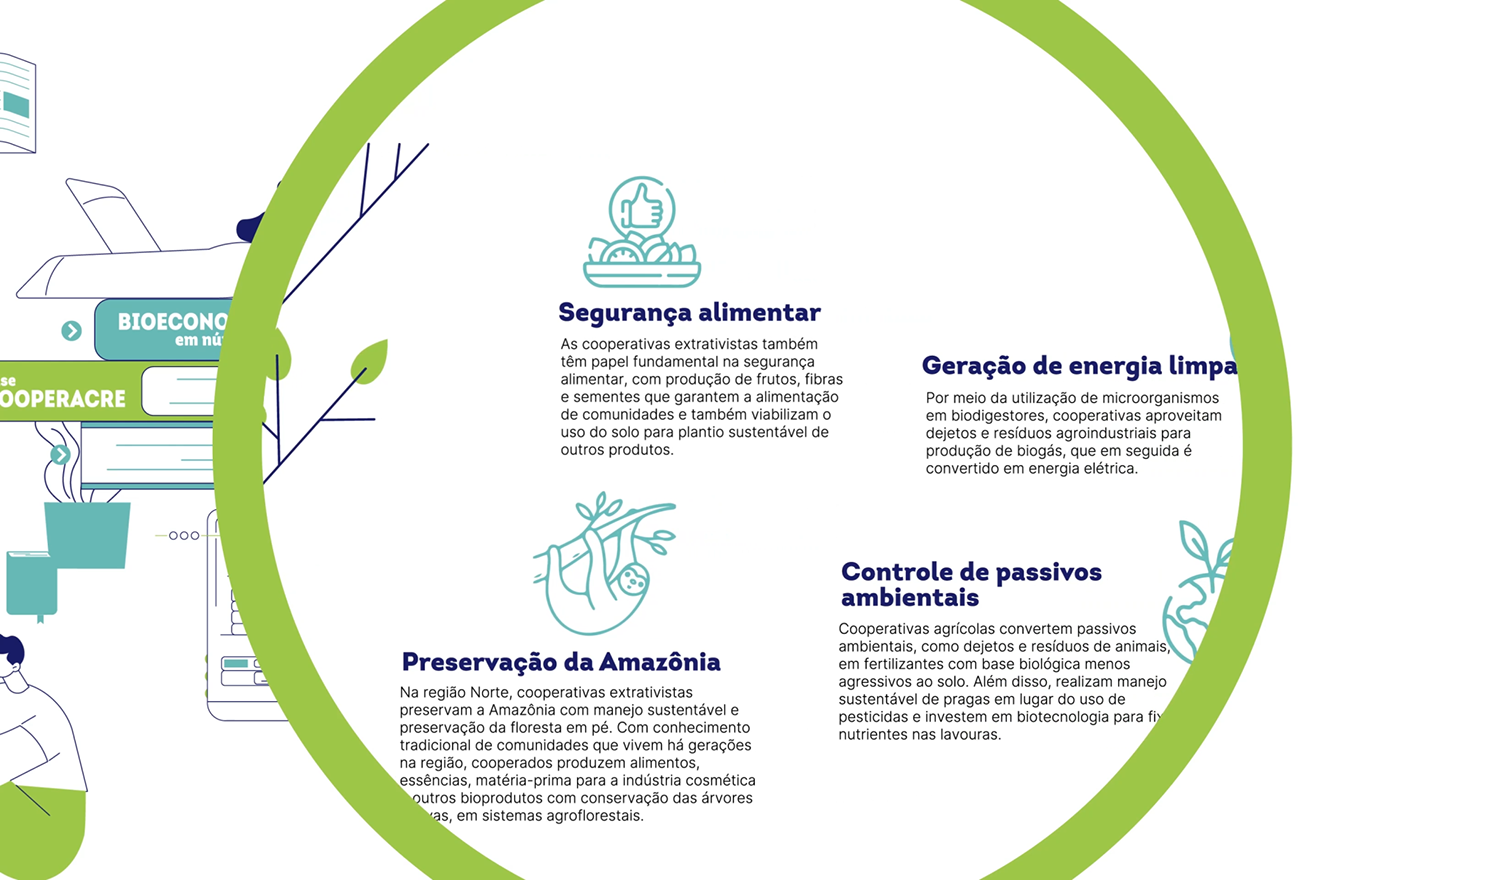 BIOECONO
em nú
se
OOPERACRE
Segurança alimentar
As cooperativas extrativistas também
têm papel fundamental na segurança
alimentar, com produção de frutos, fibras
e sementes que garantem a alimentação
de comunidades e também viabilizam o
uso do solo para plantio sustentável de
outros produtos.
Preservação da Amazônia
Na região Norte, cooperativas extrativistas
preservam a Amazônia com manejo sustentável e
preservação da floresta em pé. Com conhecimento
tradicional de comunidades que vivem há gerações
na região, cooperados produzem alimentos,
essências, matéria-prima para a indústria cosmética
outros bioprodutos com conservação das árvores
vas, em sistemas agroflorestais.
Geração de energia limpa
Por meio da utilização de microorganismos
em biodigestores, cooperativas aproveitam
dejetos e resíduos agroindustriais para
produção de biogás, que em seguida é
convertido em energia elétrica.
Controle de passivos
ambientais
Cooperativas agrícolas convertem passivos
ambientais, como dejetos e resíduos de animais,
em fertilizantes com base biológica menos
agressivos ao solo. Além disso, realizam manejo
sustentável de pragas em lugar do uso de
pesticidas e investem em biotecnologia para fix
nutrientes nas lavouras.